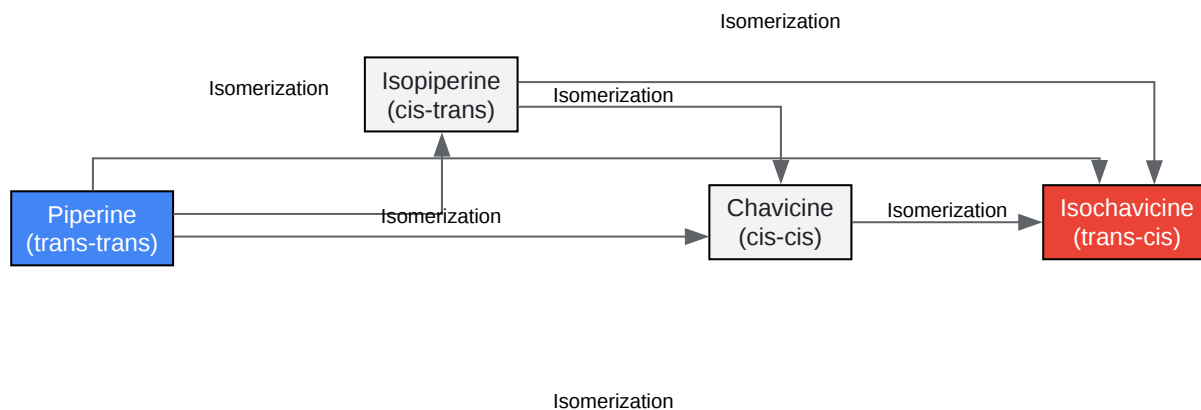 Isomerization
Isopiperine
(cis-trans)
Isomerization
Isomerization
Piperine
(trans-trans)
Isomerization
Chavicine
(cis-cis)
Isomerization
Isochavicine
(trans-cis)
Isomerization